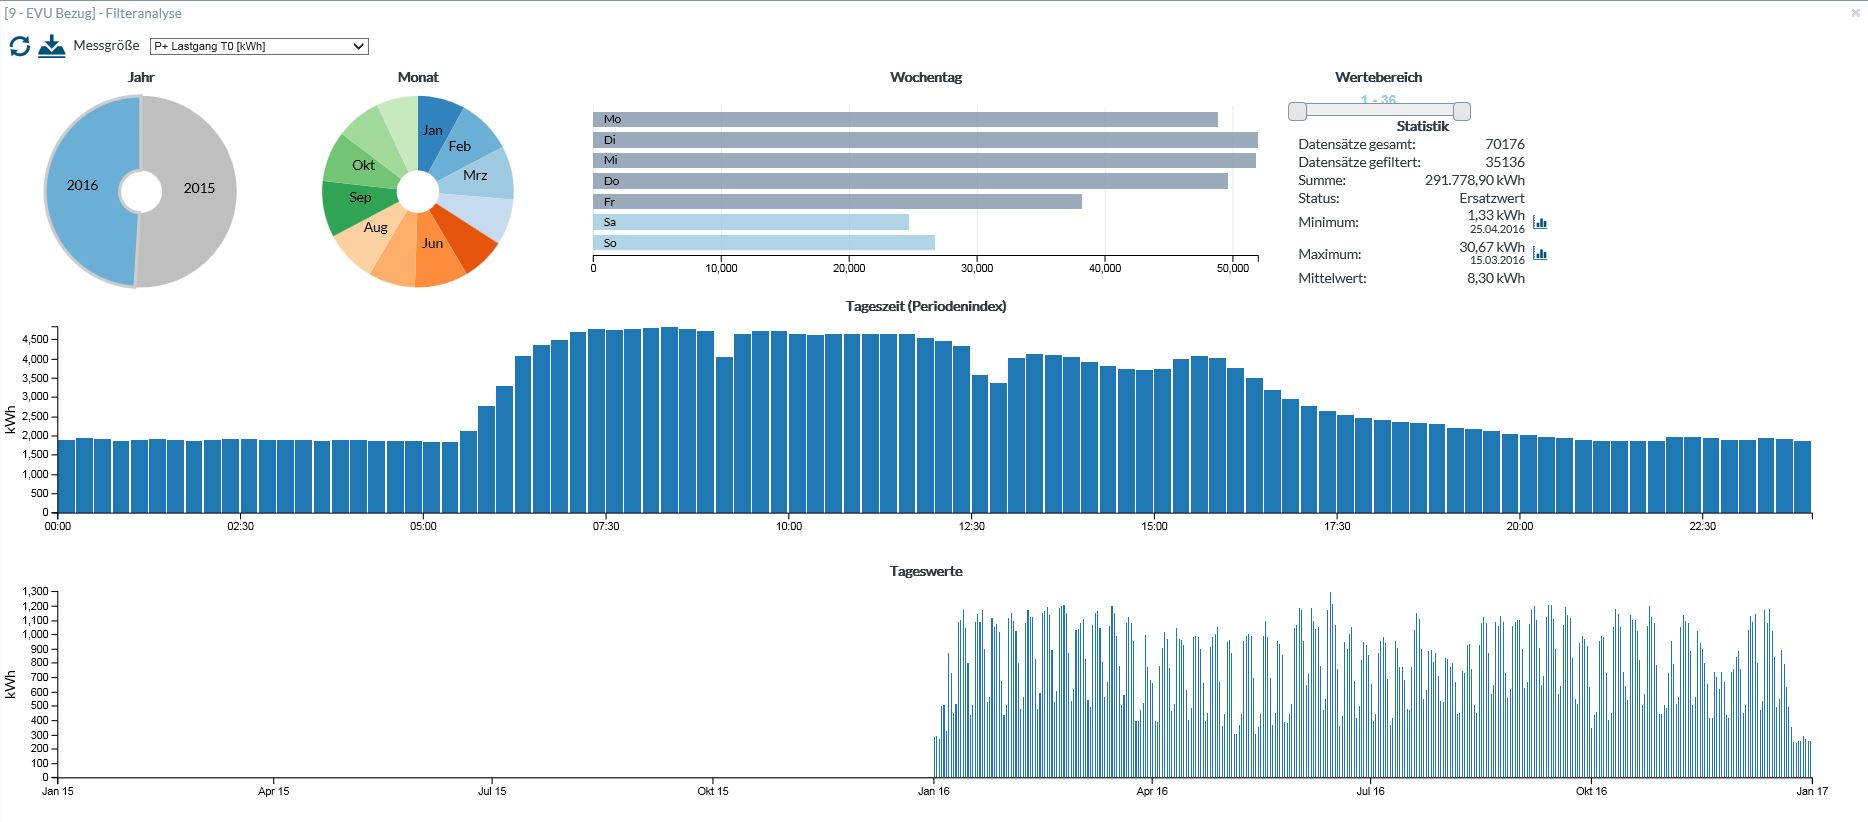 [9 - EVU Bezug] - Filteranalyse
Messgröße P+ Lastgang T0 [kWh]
Jahr
2016
2015
Monat
Jan
Feb
Mrz
Jun
Aug
Sep
Okt
Wochentag
Mo
Di
Mi
Do
Fr
Sa
So
0 10,000 20,000 30,000 40,000 50,000
Wertebereich
1 - 36
Statistik
Datensätze gesamt: 70176
Datensätze gefiltert: 35136
Summe: 291.778,90 kWh
Status: Ersatzwert
Minimum: 1,33 kWh
25.04.2016
Maximum: 30,67 kWh
15.03.2016
Mittelwert: 8,30 kWh
Tageszeit (Periodenindex)
kWh
4,500
4,000
3,500
3,000
2,500
2,000
1,500
1,000
500
0
00:00 02:30 05:00 07:30 10:00 12:30 15:00 17:30 20:00 22:30
Tageswerte
kWh
1,300
1,200
1,100
1,000
900
800
700
600
500
400
300
200
100
0
Jan 15 Apr 15 Jul 15 Okt 15 Jan 16 Apr 16 Jul 16 Okt 16 Jan 17